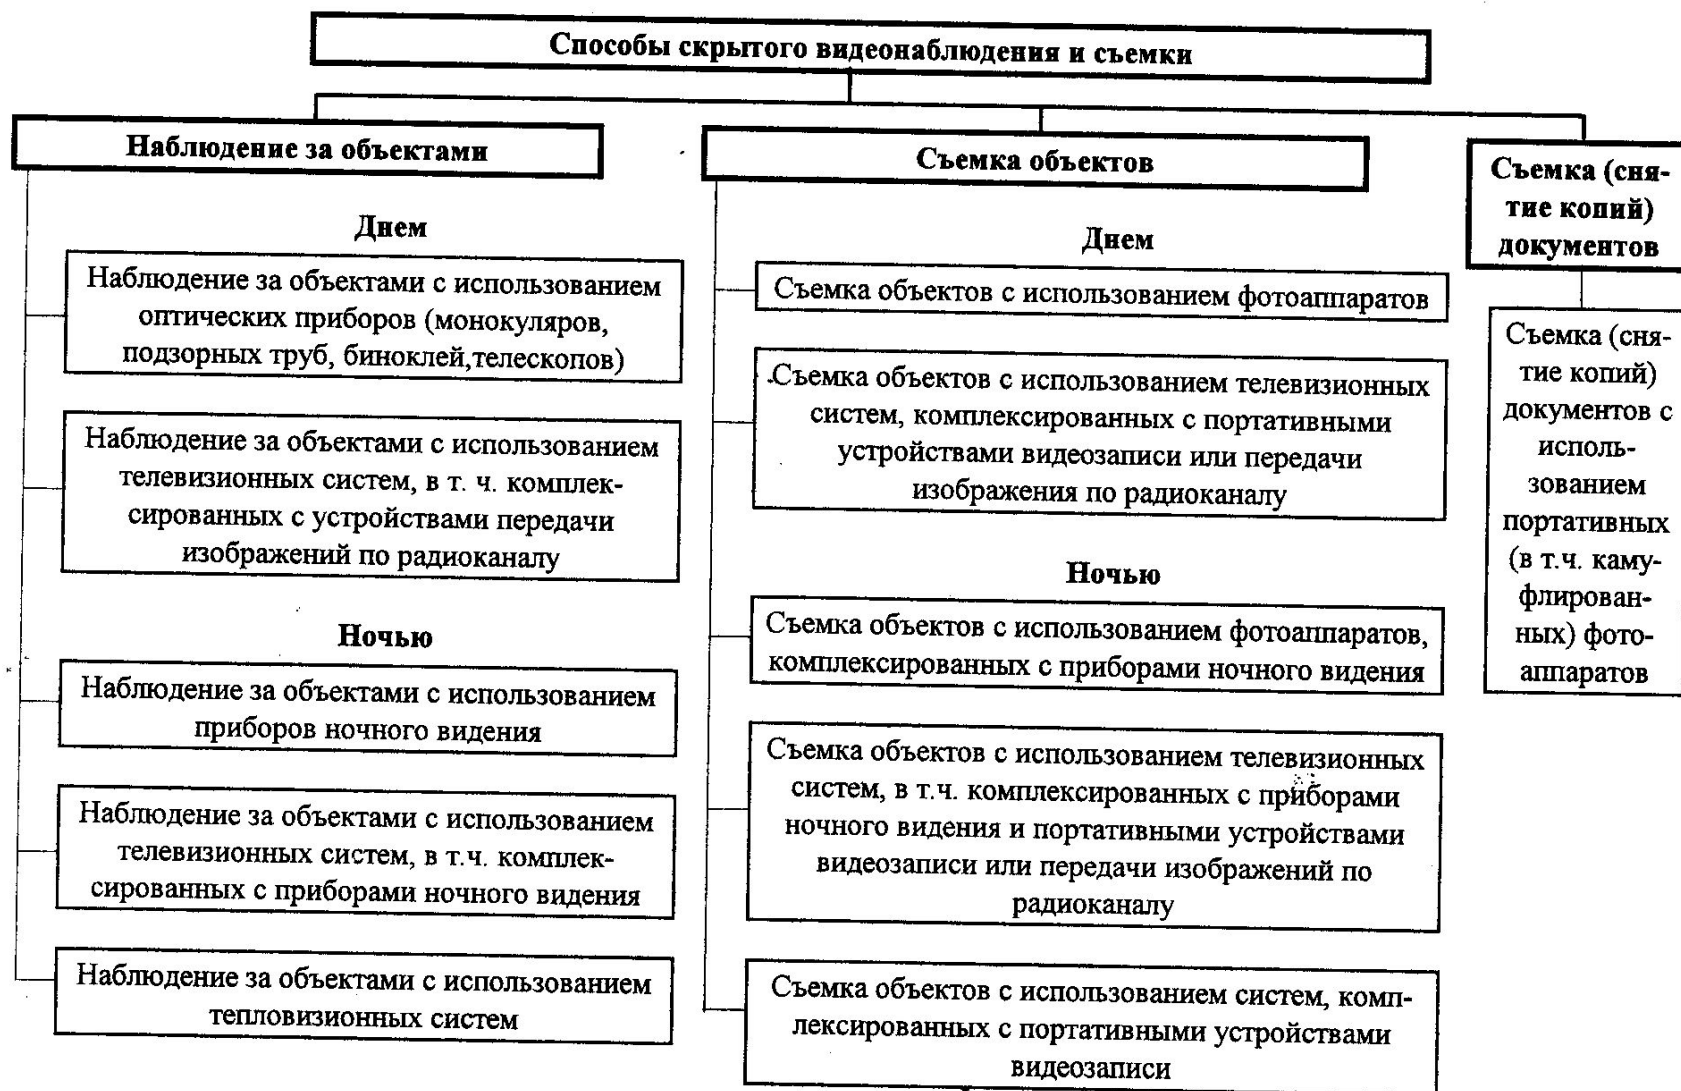 Способы скрытого видеонаблюдения и съемки
Наблюдение за объектами
Днем
Наблюдение за объектами с использованием
оптических приборов (монокуляров,
подзорных труб, биноклей,телескопов)
Наблюдение за объектами с использованием
телевизионных систем, в т. ч. комплек-
сированных с устройствами передачи
изображений по радиоканалу
Ночью
Наблюдение за объектами с использованием
приборов ночного видения
Наблюдение за объектами с использованием
телевизионных систем, в т.ч. комплек-
сированных с приборами ночного видения
Наблюдение за объектами с использованием
тепловизионных систем
Съемка объектов
Днем
Съемка объектов с использованием фотоаппаратов
Съемка объектов с использованием телевизионных
систем, комплексированных с портативными
устройствами видеозаписи или передачи
изображения по радиоканалу
Ночью
Съемка объектов с использованием фотоаппаратов,
комплексированных с приборами ночного видения
Съемка объектов с использованием телевизионных
систем, в т.ч. комплексированных с приборами
ночного видения и портативными устройствами
видеозаписи или передачи изображений по
радиоканалу
Съемка объектов с использованием систем, комп-
лексированных с портативными устройствами
видеозаписи
Съемка (сня-
тие копий)
документов
Съемка (сня-
тие копий)
документов с
исполь-
зованием
портативных
(в т.ч. каму-
флирован-
ных) фото-
аппаратов